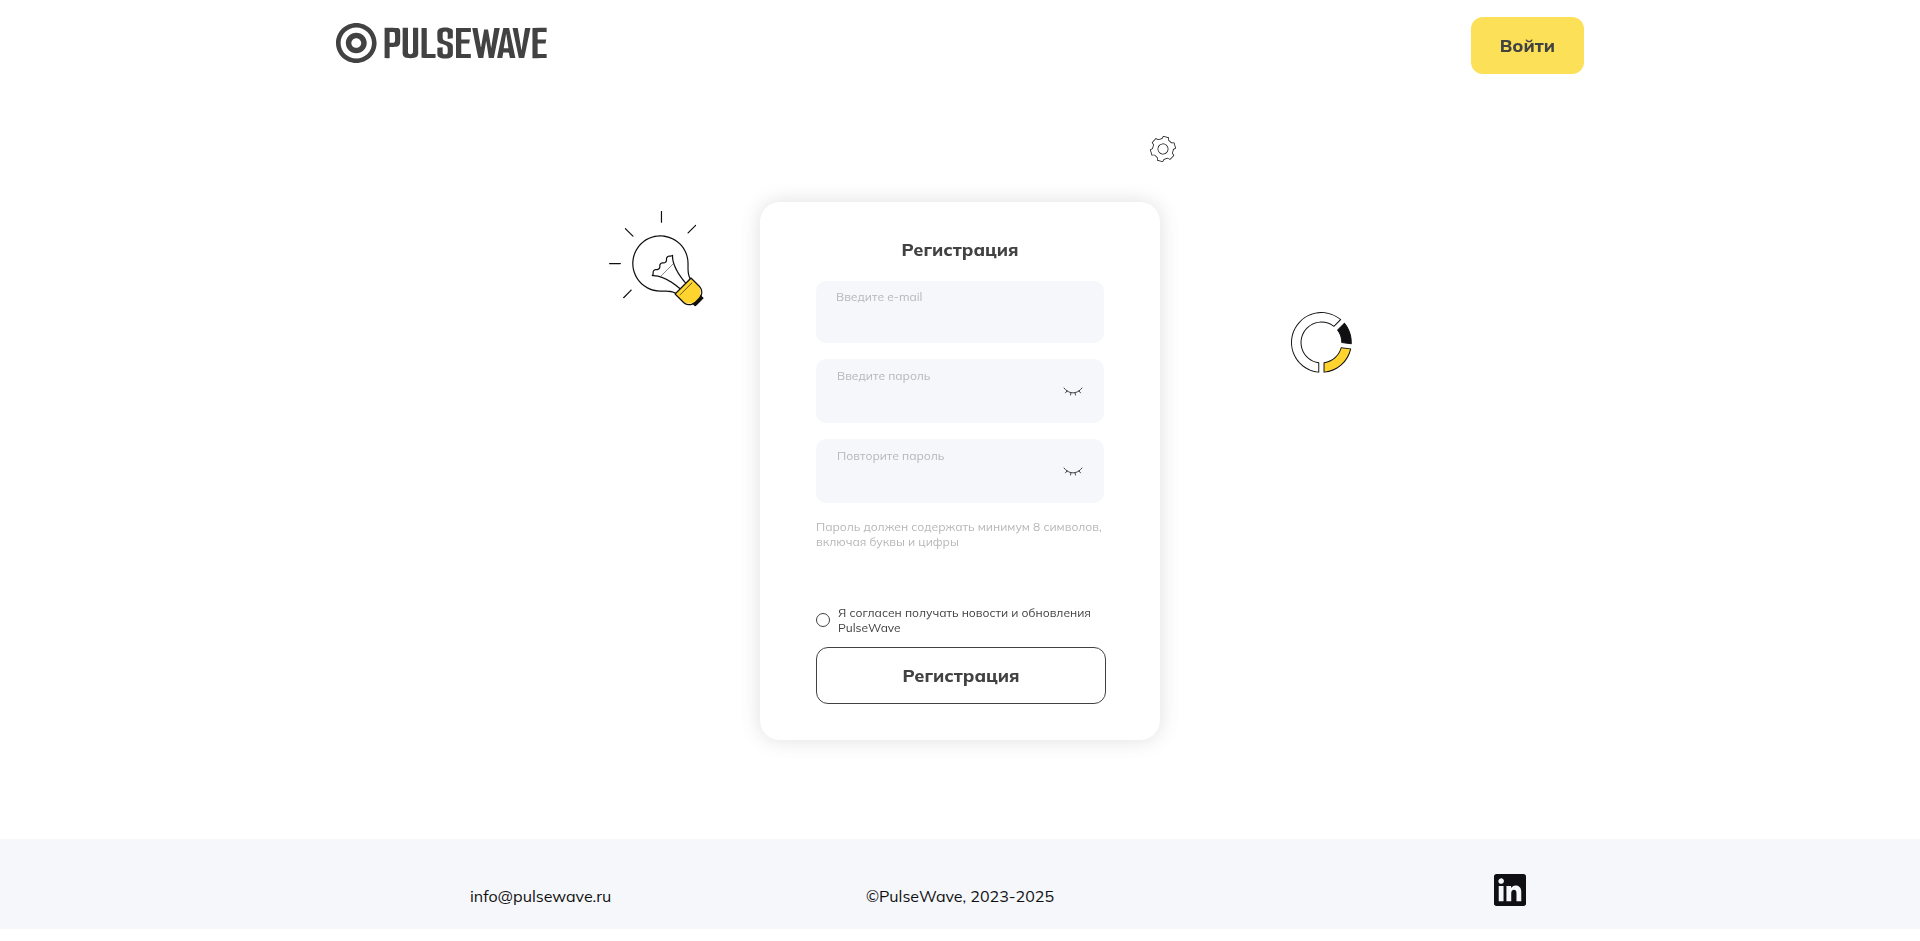 PULSEWAVE
Войти
Регистрация
Введите e-mail
Введите пароль
Повторите пароль
Пароль должен содержать минимум 8 символов,
включая буквы и цифры
Я согласен получать новости и обновления
PulseWave
Регистрация
info@pulsewave.ru
©PulseWave, 2023-2025
in